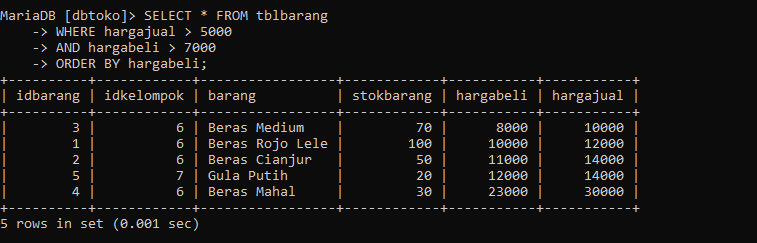 MariaDB [dbtoko]> SELECT * FROM tblbarang
    -> WHERE hargajual > 5000
    -> AND hargabeli > 7000
    -> ORDER BY hargabeli;
+----------+------------+-----------------+------------+-----------+-----------+
| idbarang | idkelompok | barang          | stokbarang | hargabeli | hargajual |
+----------+------------+-----------------+------------+-----------+-----------+
|        3 |          6 | Beras Medium    |         70 |      8000 |     10000 |
|        1 |          6 | Beras Rojo Lele |        100 |     10000 |     12000 |
|        2 |          6 | Beras Cianjur   |         50 |     11000 |     14000 |
|        5 |          7 | Gula Putih      |         20 |     12000 |     14000 |
|        4 |          6 | Beras Mahal     |         30 |     23000 |     30000 |
+----------+------------+-----------------+------------+-----------+-----------+
5 rows in set (0.001 sec)